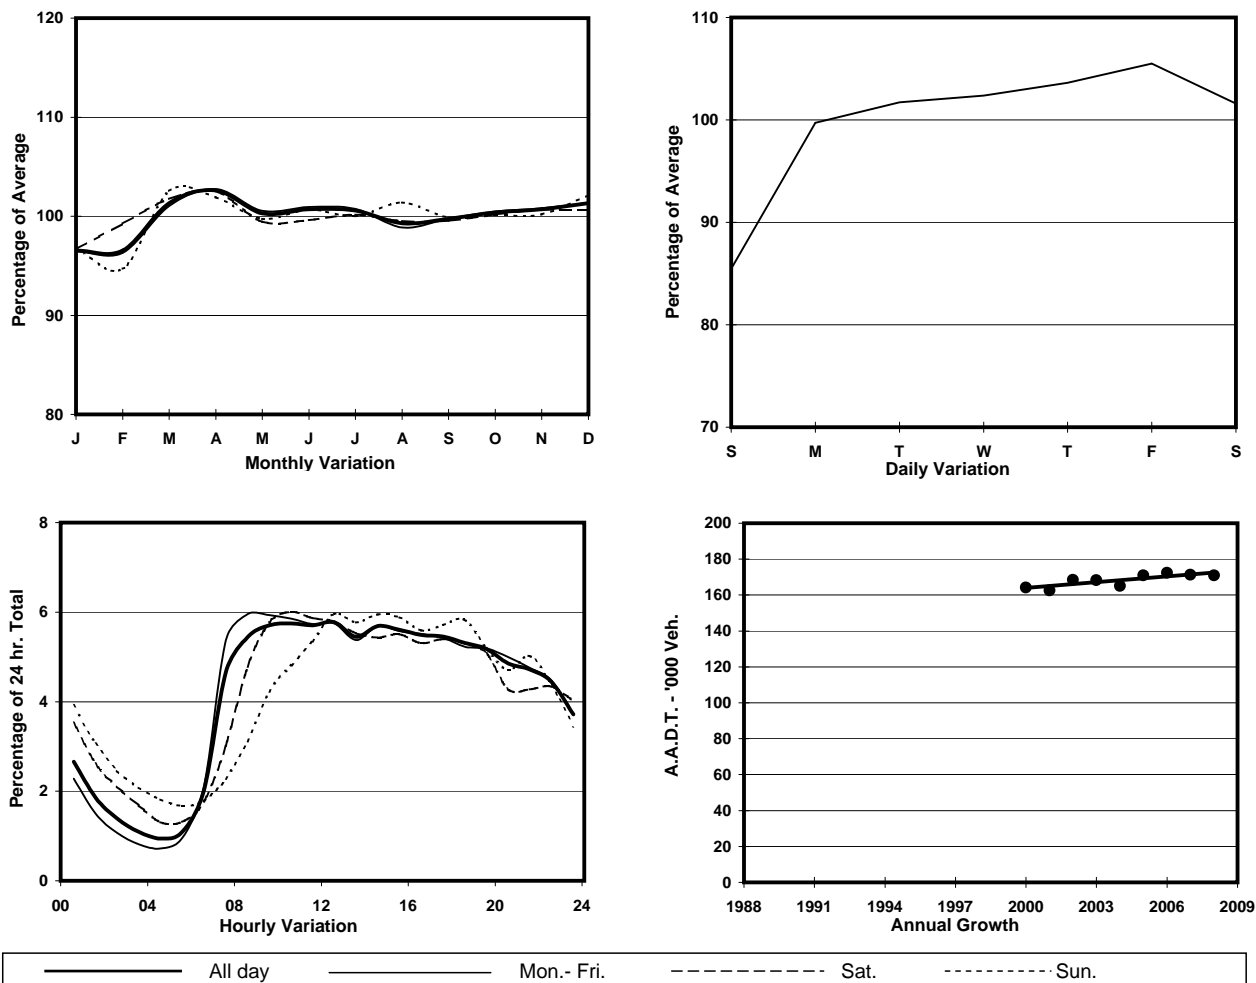 120
110
100
90
80
Percentage of Average
J F M A M J J A S O N D
Monthly Variation
110
100
90
80
70
Percentage of Average
S M T W T F S
Daily Variation
8
6
4
2
0
Percentage of 24 hr. Total
00 04 08 12 16 20 24
Hourly Variation
200
180
160
140
120
100
80
60
40
20
0
A.A.D.T. - '000 Veh.
1988 1991 1994 1997 2000 2003 2006 2009
Annual Growth
All day Mon.- Fri. Sat. Sun.